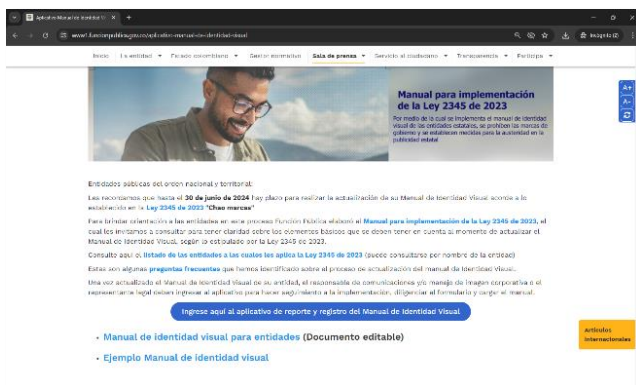 Aplicativo Manual de Identidad Vi
www1.funcionpublica.gov.co/aplicativo-manual-de-identidad-visual
Incógnito (2)
Inicio La entidad Estado colombiano Gestor normativo Sala de prensa Servicio al ciudadano Transparencia Participa
Manual para implementación
de la Ley 2345 de 2023
Por medio de la cual se implementa el manual de identidad
visual de las entidades estatales, se prohíben las marcas de
gobierno y se establecen medidas para la austeridad en la
publicidad estatal
A+
A-
Entidades públicas del orden nacional y territorial:
Les recordamos que hasta el 30 de junio de 2024 hay plazo para realizar la actualización de su Manual de Identidad Visual acorde a lo
establecido en la Ley 2345 de 2023 "Chao marcas"
Para brindar orientación a las entidades en este proceso Función Pública elaboró el Manual para implementación de la Ley 2345 de 2023, el
cual les invitamos a consultar para tener claridad sobre los elementos básicos que se deben tener en cuenta al momento de actualizar el
Manual de Identidad Visual, según lo estipulado por la Ley 2345 de 2023.
Consulte aquí el listado de las entidades a las cuales les aplica la Ley 2345 de 2023 (puede consultarse por nombre de la entidad)
Estas son algunas preguntas frecuentes que hemos identificado sobre el proceso de actualización del manual de Identidad Visual.
Una vez actualizado el Manual de Identidad Visual de su entidad, el responsable de comunicaciones y/o manejo de imagen corporativa o el
representante legal deben ingresar al aplicativo para hacer seguimiento a la implementación, diligenciar el formulario y cargar el manual.
Ingrese aquí al aplicativo de reporte y registro del Manual de Identidad Visual
Artículos
Internacionales
• Manual de identidad visual para entidades (Documento editable)
• Ejemplo Manual de identidad visual